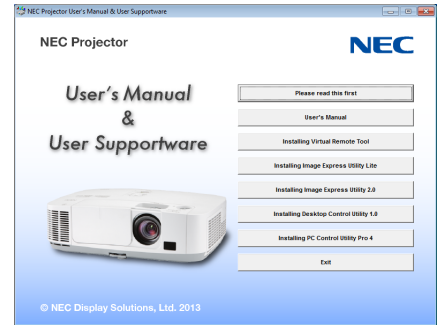 NEC Projector User's Manual & User Supportware
NEC Projector
NEC
User's Manual
&
User Supportware
Please read this first
User's Manual
Installing Virtual Remote Tool
Installing Image Express Utility Lite
Installing Image Express Utility 2.0
Installing Desktop Control Utility 1.0
Installing PC Control Utility Pro 4
Exit
© NEC Display Solutions, Ltd. 2013